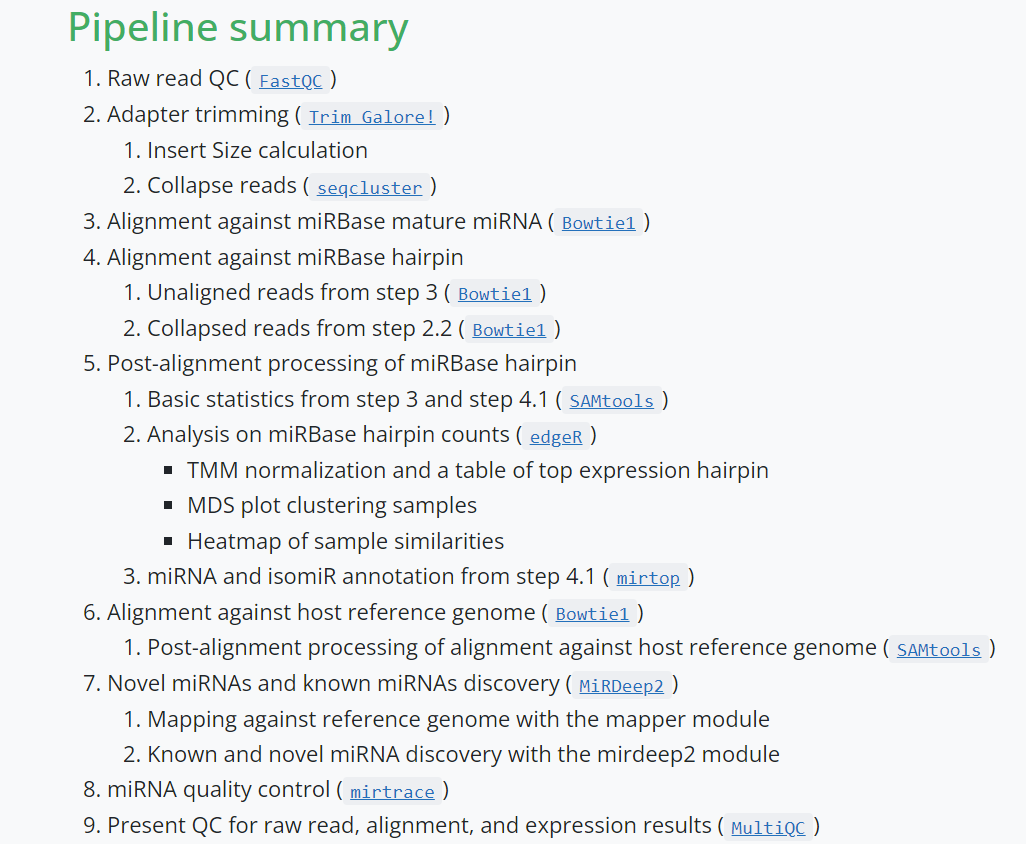 Pipeline summary
1. Raw read QC ( FastQC )
2. Adapter trimming ( Trim Galore! )
1. Insert Size calculation
2. Collapse reads ( seqcluster )
3. Alignment against miRBase mature miRNA ( Bowtie1 )
4. Alignment against miRBase hairpin
1. Unaligned reads from step 3 ( Bowtie1 )
2. Collapsed reads from step 2.2 ( Bowtie1 )
5. Post-alignment processing of miRBase hairpin
1. Basic statistics from step 3 and step 4.1 ( SAMtools )
2. Analysis on miRBase hairpin counts ( edgeR )
▪ TMM normalization and a table of top expression hairpin
▪ MDS plot clustering samples
▪ Heatmap of sample similarities
3. miRNA and isomiR annotation from step 4.1 ( mirtop )
6. Alignment against host reference genome ( Bowtie1 )
1. Post-alignment processing of alignment against host reference genome ( SAMtools )
7. Novel miRNAs and known miRNAs discovery ( MiRDeep2 )
1. Mapping against reference genome with the mapper module
2. Known and novel miRNA discovery with the mirdeep2 module
8. miRNA quality control ( mirtrace )
9. Present QC for raw read, alignment, and expression results ( MultiQC )